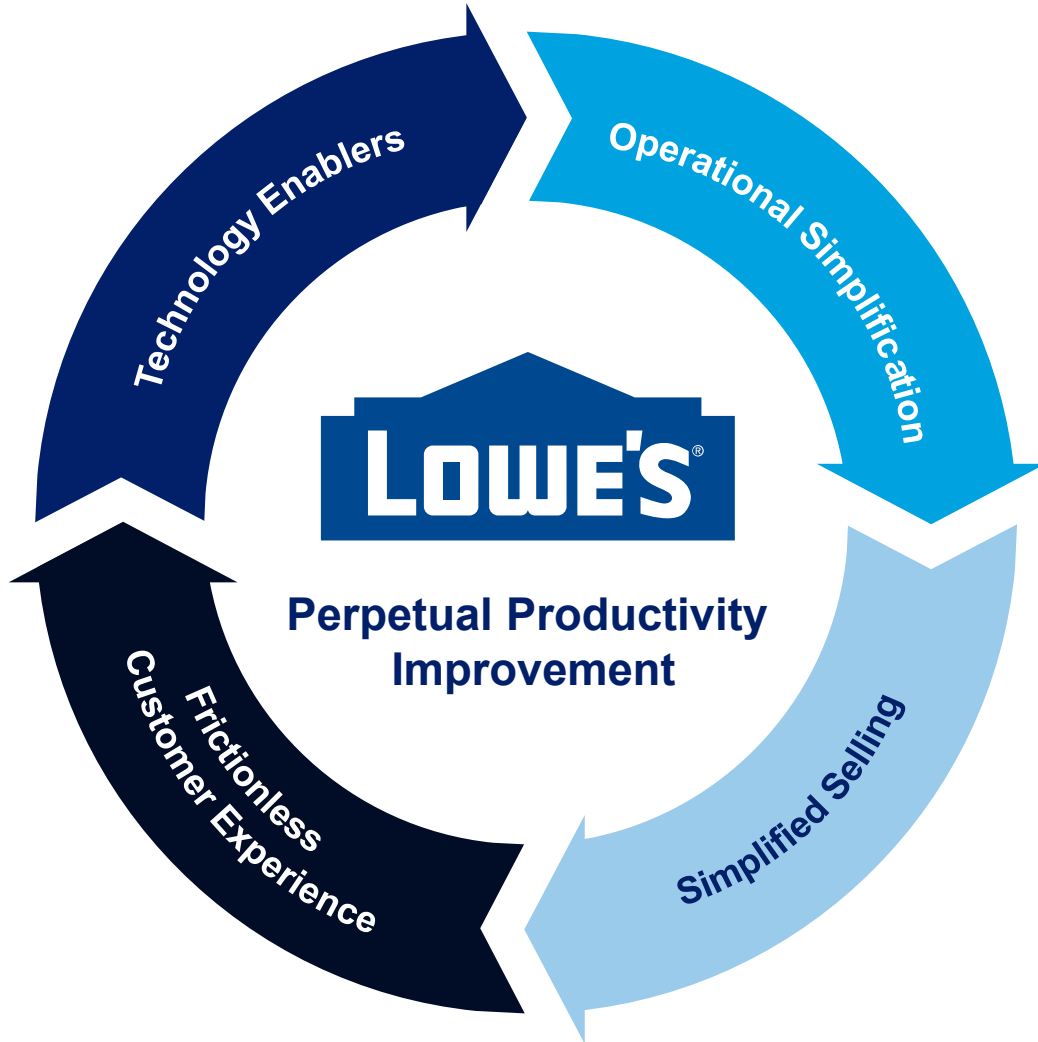 Technology Enablers
Operational Simplification
LOWE'S®
Perpetual Productivity
Improvement
Simplified Selling
Frictionless
Customer Experience